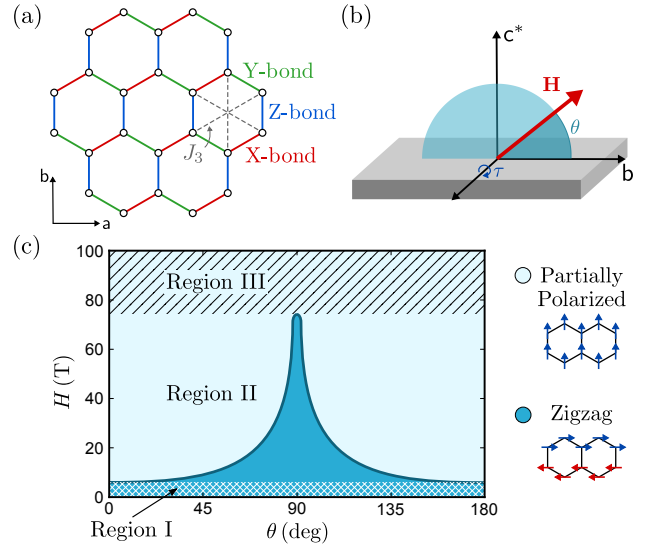 (a)
Y-bond
Z-bond
J3
X-bond
b
a
(b)
c*
H
θ
τ
b
(c)
100
80
60
40
20
0
H (T)
Region III
Region II
Region I
0
45
90
135
180
θ (deg)
Partially
Polarized
Zigzag